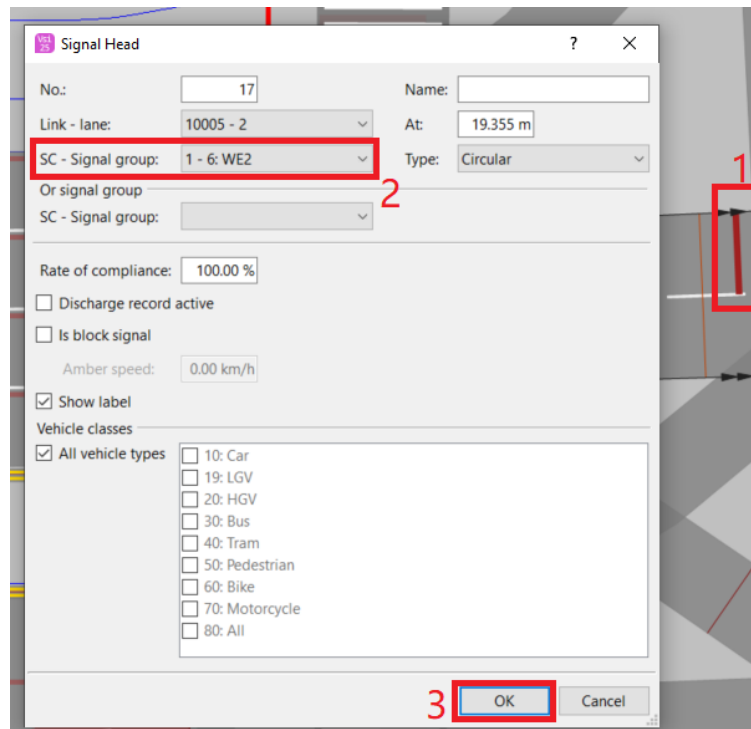 Vsi
25
Signal Head
?
No.:
17
Name:
Link - lane:
10005 - 2
At:
19.355 m
SC - Signal group:
1 - 6: WE2
Type:
Circular
1
2
Or signal group
SC - Signal group:
Rate of compliance:
100.00 %
Discharge record active
Is block signal
Amber speed:
0.00 km/h
Show label
Vehicle classes
All vehicle types
10: Car
19: LGV
20: HGV
30: Bus
40: Tram
50: Pedestrian
60: Bike
70: Motorcycle
80: All
3
OK
Cancel